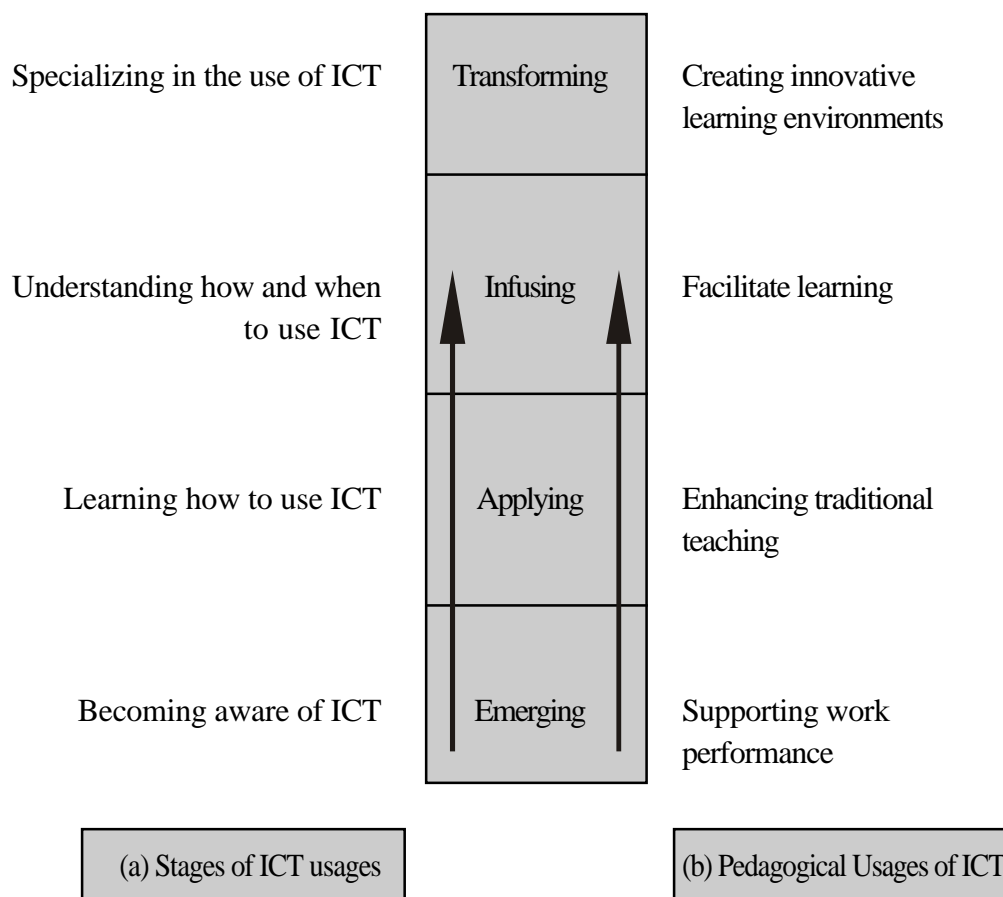 Specializing in the use of ICT
Transforming
Creating innovative
learning environments
Understanding how and when
to use ICT
Infusing
Facilitate learning
Learning how to use ICT
Applying
Enhancing traditional
teaching
Becoming aware of ICT
Emerging
Supporting work
performance
(a) Stages of ICT usages
(b) Pedagogical Usages of ICT